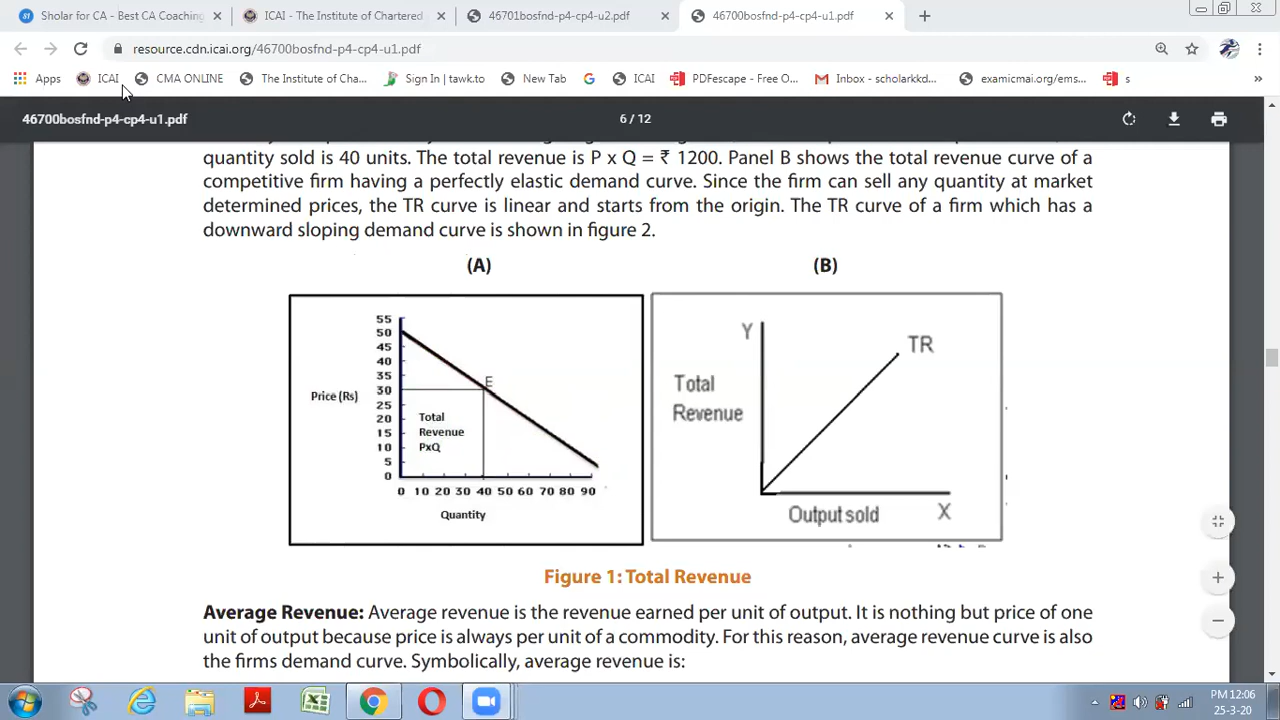 Sholar for CA - Best CA Coaching
ICAI - The Institute of Chartered
46701bosfnd-p4-cp4-u2.pdf
46700bosfnd-p4-cp4-u1.pdf
resource.cdn.icai.org/46700bosfnd-p4-cp4-u1.pdf
Apps
ICAI
CMA ONLINE
The Institute of Cha...
Sign In | twk.to
New Tab
ICAI
PDFescape - Free O...
Inbox - scholarkkd...
examicmai.org/ems...
s
»
46700bosfnd-p4-cp4-u1.pdf
6 / 12
quantity sold is 40 units. The total revenue is P x Q = ₹ 1200. Panel B shows the total revenue curve of a
competitive firm having a perfectly elastic demand curve. Since the firm can sell any quantity at market
determined prices, the TR curve is linear and starts from the origin. The TR curve of a firm which has a
downward sloping demand curve is shown in figure 2.
(A)
(B)
55
50
45
40
35
30
25
20
15
10
5
0
Price (Rs)
E
Total
Revenue
PxQ
0 10 20 30 40 50 60 70 80 90
Quantity
Y
TR
Total
Revenue
Output sold
X
Figure 1: Total Revenue
Average Revenue: Average revenue is the revenue earned per unit of output. It is nothing but price of one
unit of output because price is always per unit of a commodity. For this reason, average revenue curve is also
the firms demand curve. Symbolically, average revenue is:
PM 12:06
25-3-20